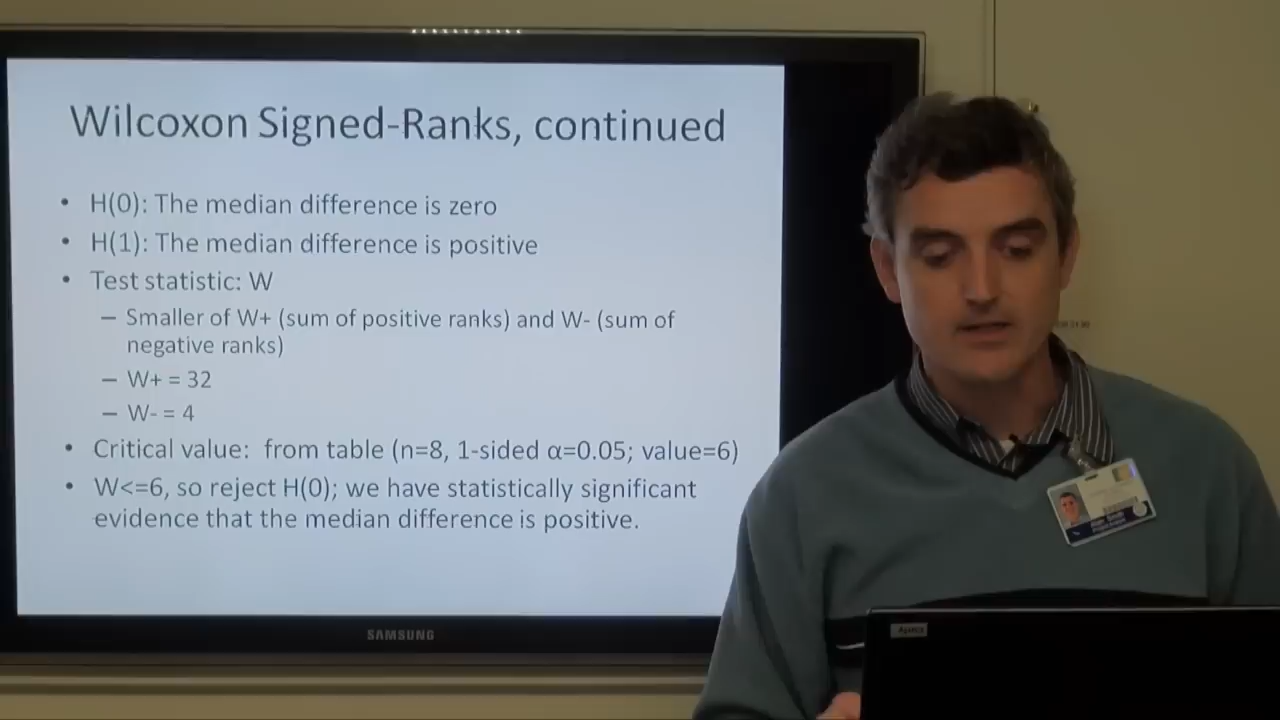 Wilcoxon Signed-Ranks, continued
• H(0): The median difference is zero
• H(1): The median difference is positive
• Test statistic: W
– Smaller of W+ (sum of positive ranks) and W- (sum of
negative ranks)
– W+ = 32
– W- = 4
• Critical value: from table (n=8, 1-sided α=0.05; value=6)
• W<=6, so reject H(0); we have statistically significant
evidence that the median difference is positive.
SAMSUNG